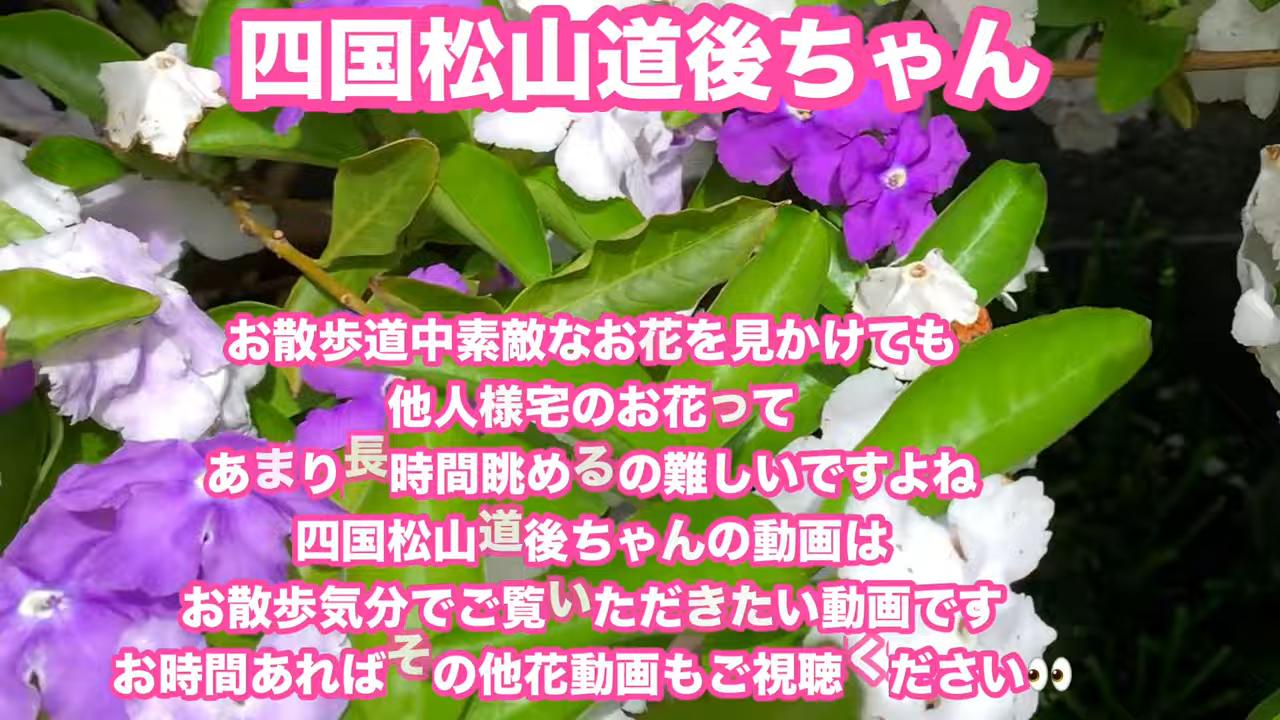 四国松山道後ちゃん
お散歩道中素敵なお花を見かけても
他人様宅のお花って
あまり長時間眺めるの難しいですよね
四国松山道後ちゃんの動画は
お散歩気分でご覧いただきたい動画です
お時間あればその他花動画もご視聴ください👀